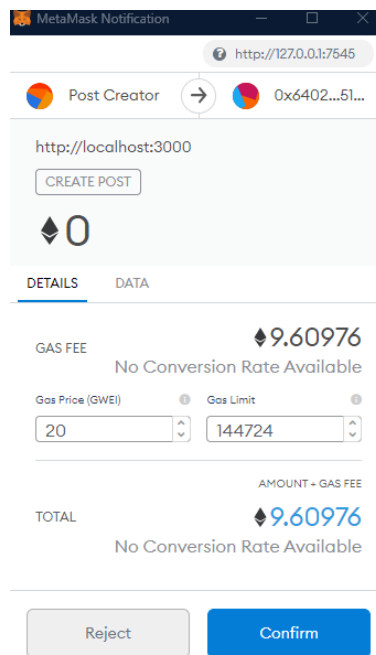 MetaMask Notification
http://127.0.0.1:7545
Post Creator
0x6402...51...
http://localhost:3000
CREATE POST
0
DETAILS DATA
GAS FEE
9.60976
No Conversion Rate Available
Gas Price (GWEI) Gas Limit
20 144724
AMOUNT + GAS FEE
TOTAL
9.60976
No Conversion Rate Available
Reject Confirm